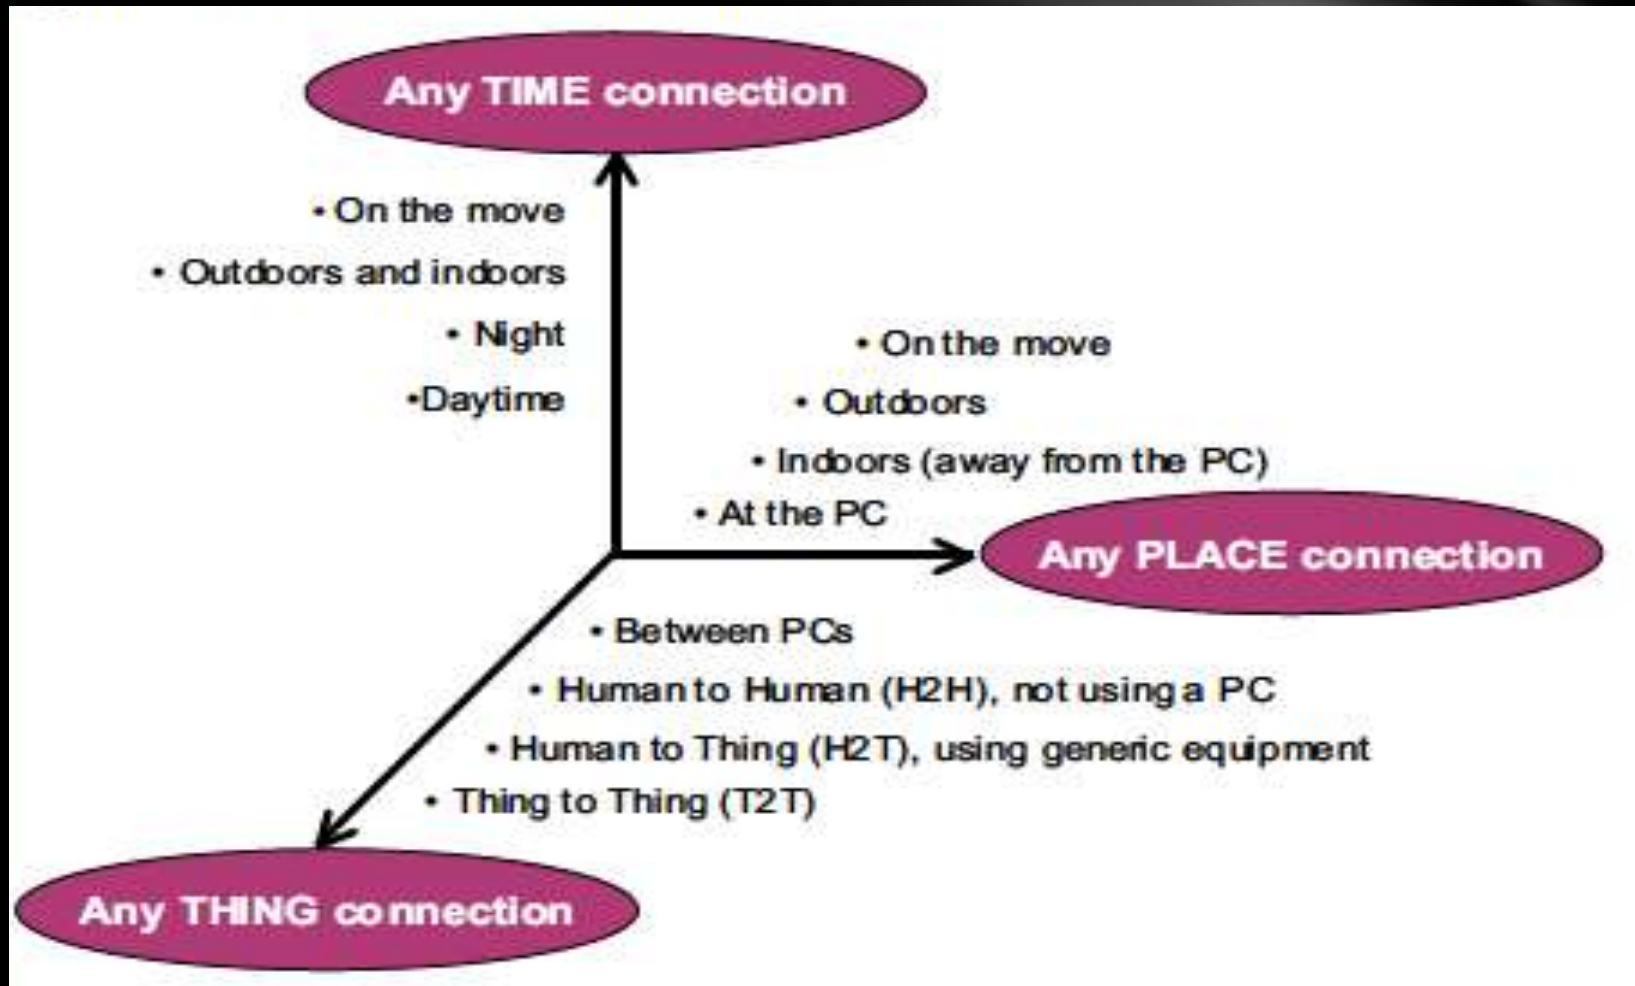 Any TIME connection
• On the move
• Outdoors and indoors
• Night
•Daytime
• On the move
• Outdoors
• Indoors (away from the PC)
• At the PC
Any PLACE connection
• Between PCs
• Human to Human (H2H), not using a PC
• Human to Thing (H2T), using generic equipment
• Thing to Thing (T2T)
Any THING connection